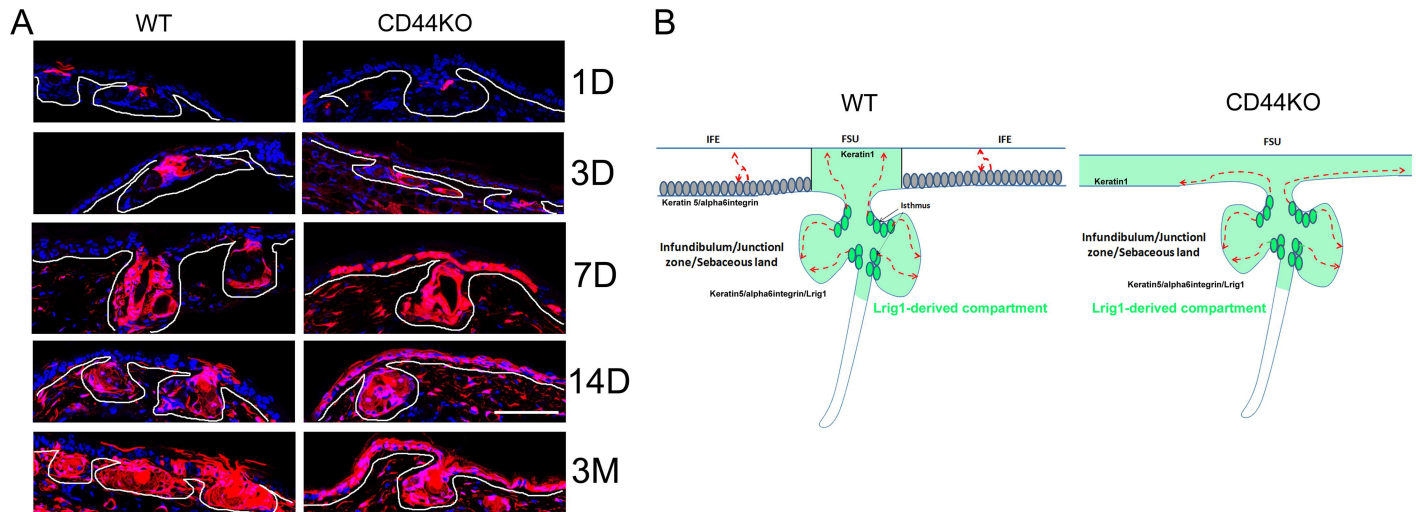 A
WT
CD44KO
1D
3D
7D
14D
3M
B
WT
CD44KO
IFE
FSU
IFE
Keratin1
Keratin 5/alpha6integrin
Isthmus
Infundibulum/Junctionl
zone/Sebaceous land
Keratin5/alpha6integrin/Lrig1
Lrig1-derived compartment
FSU
Keratin1
Infundibulum/Junctionl
zone/Sebaceous land
Keratin5/alpha6integrin/Lrig1
Lrig1-derived compartment